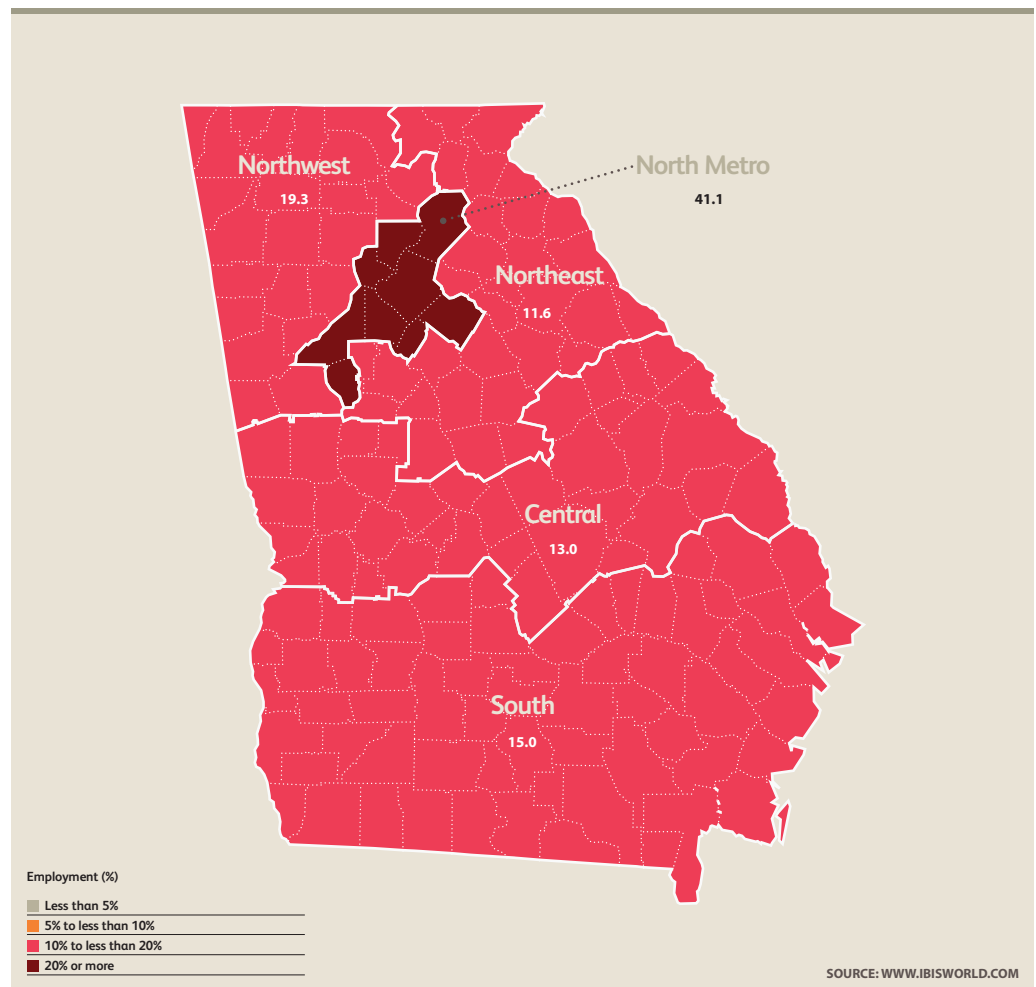 Northwest
19.3
North Metro
41.1
Northeast
11.6
Central
13.0
South
15.0
Employment (%)
Less than 5%
5% to less than 10%
10% to less than 20%
20% or more
SOURCE: WWW.IBISWORLD.COM